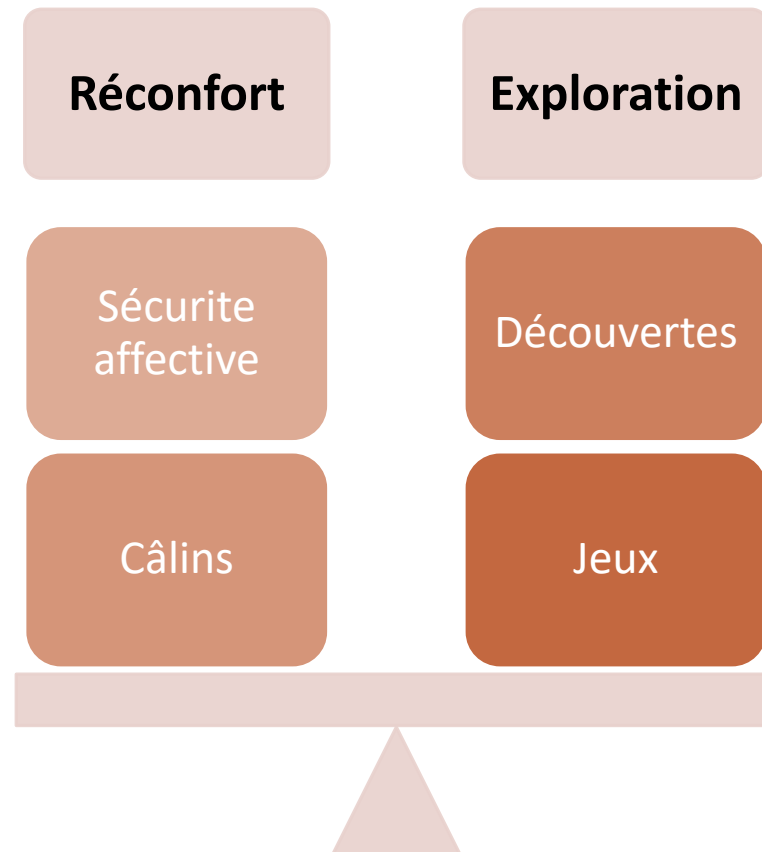 Réconfort
Exploration
Sécurite
affective
Découvertes
Câlins
Jeux